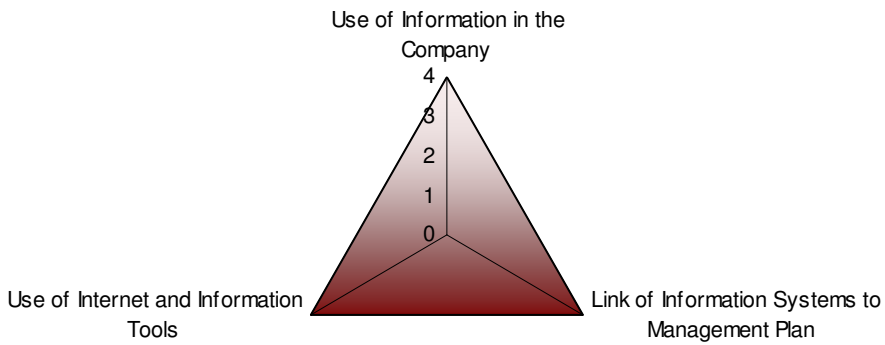 Use of Information in the
Company
4
3
2
1
0
Use of Internet and Information
Tools
Link of Information Systems to
Management Plan